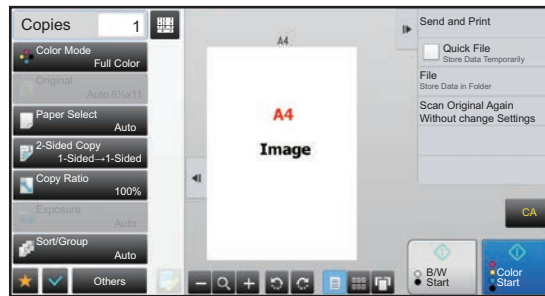 Copies 1
Color Mode
Full Color
Original
Auto 8½x11
Paper Select
Auto
2-Sided Copy
1-Sided→1-Sided
Copy Ratio
100%
Exposure
Auto
Sort/Group
Auto
Others
A4
A4
Image
Send and Print
Quick File
Store Data Temporarily
File
Store Data in Folder
Scan Original Again
Without change Settings
CA
B/W
Start
Color
Start